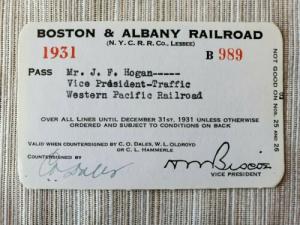 BOSTON & ALBANY RAILROAD
(N. Y. C. R. R. CO., LESSEE)
1931 B 989
PASS Mr. J. F. Hogan-----
Vice President-Traffic
Western Pacific Railroad
OVER ALL LINES UNTIL DECEMBER 31ST, 1931 UNLESS OTHERWISE
ORDERED AND SUBJECT TO CONDITIONS ON BACK
VALID WHEN COUNTERSIGNED BY C. O. DALES, W. L. OLDROYD
OR C. L. HAMMERLE
COUNTERSIGNED BY
CO Dales
VICE PRESIDENT
NOT GOOD ON NOS. 25 AND 26